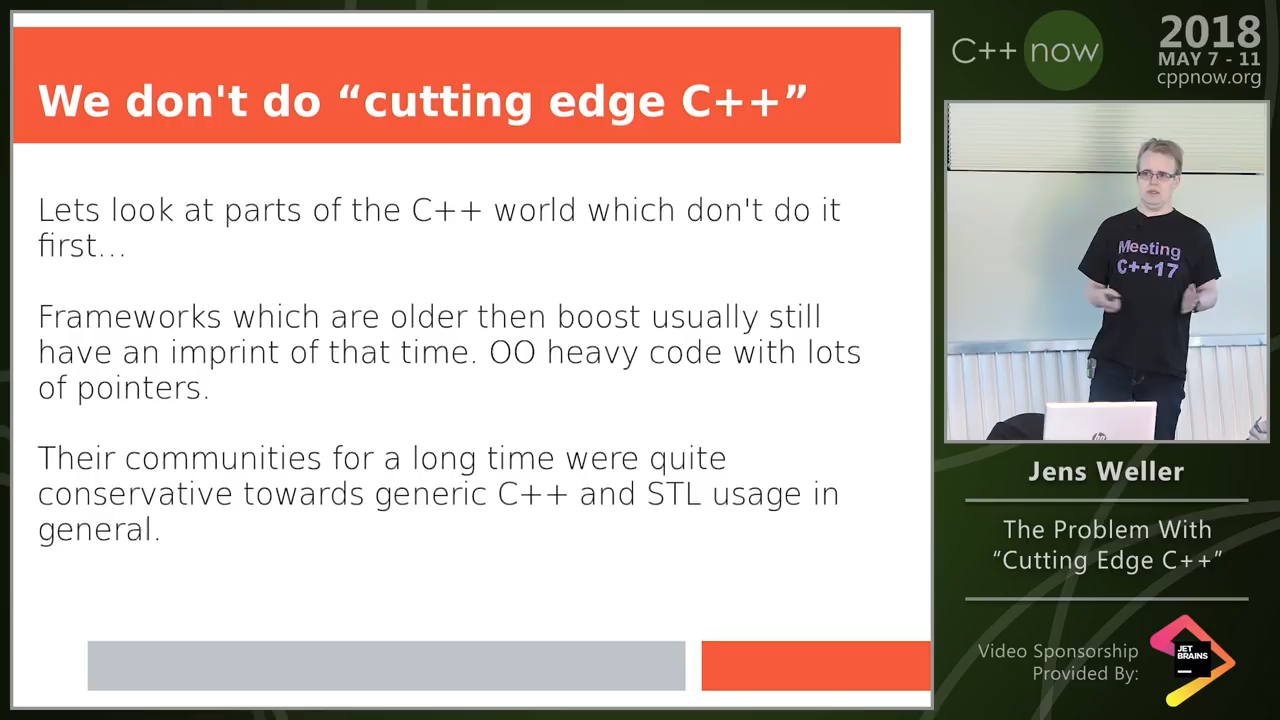 We don't do “cutting edge C++”
Lets look at parts of the C++ world which don't do it
first...
Frameworks which are older then boost usually still
have an imprint of that time. OO heavy code with lots
of pointers.
Their communities for a long time were quite
conservative towards generic C++ and STL usage in
general.
C++ now
2018
MAY 7 - 11
cppnow.org
Meeting
C++17
hp
Jens Weller
The Problem With
“Cutting Edge C++”
Video Sponsorship
Provided By:
JET
BRAINS